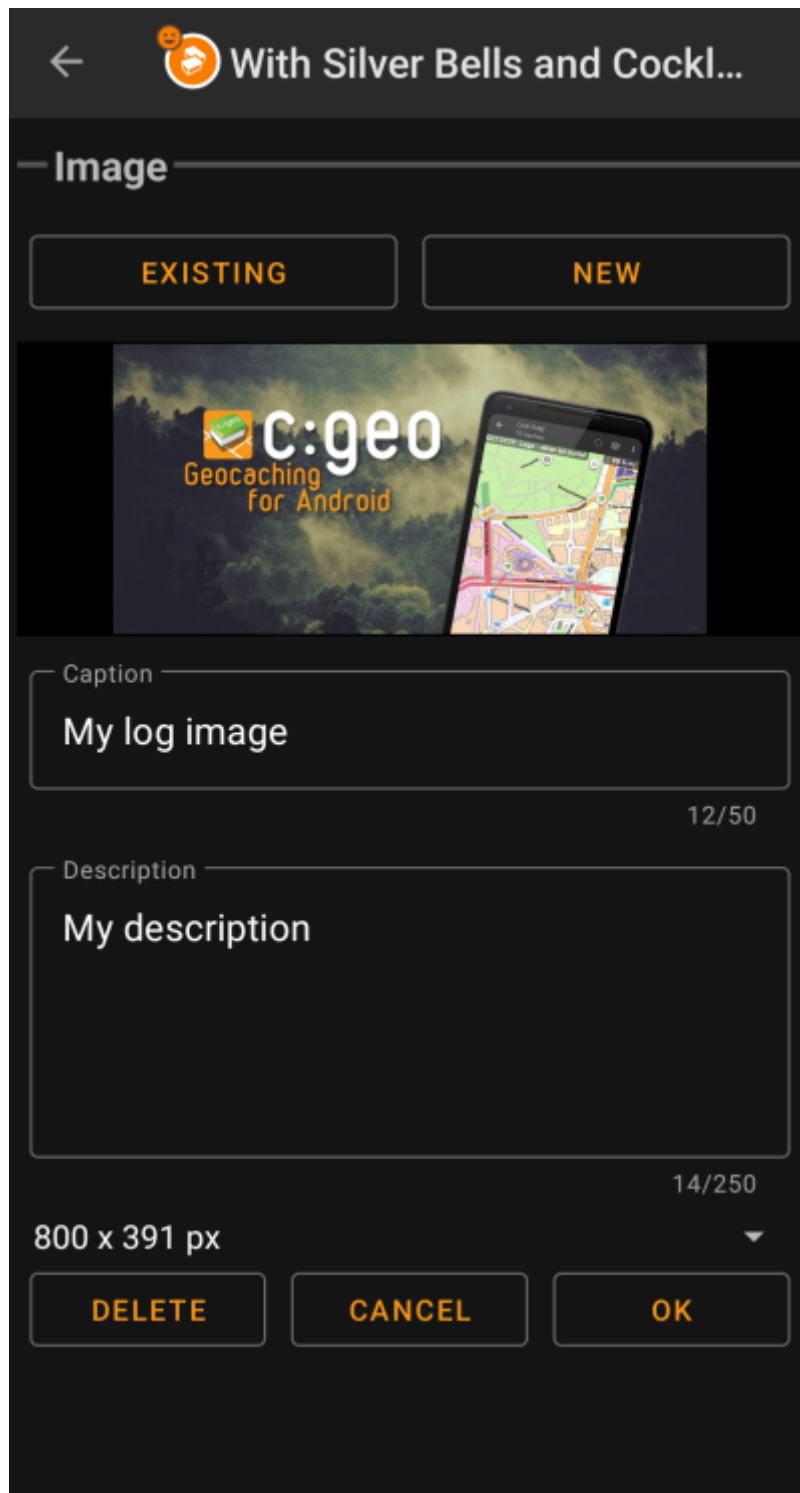 With Silver Bells and Cockl...
Image
EXISTING
NEW
c:geo
Geocaching
for Android
Caption
My log image
12/50
Description
My description
14/250
800 x 391 px
DELETE
CANCEL
OK